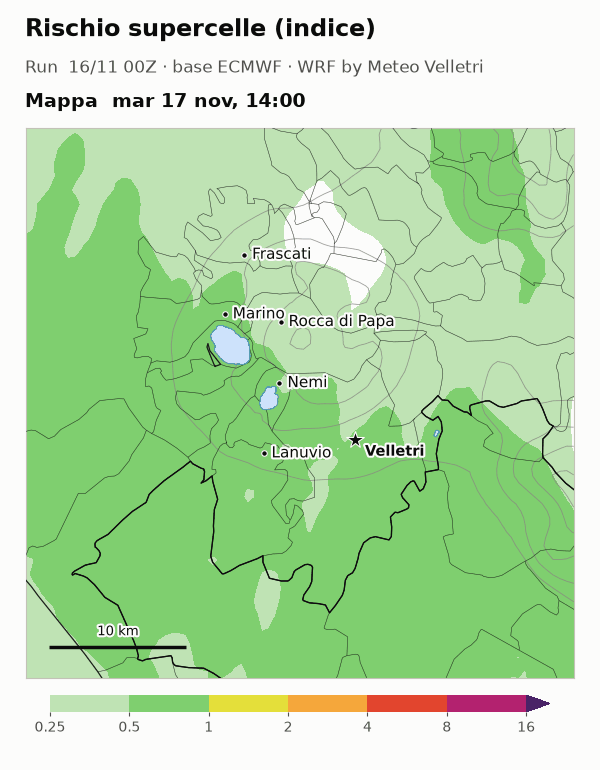 Rischio supercelle (indice)
Run  16/11 00Z · base ECMWF · WRF by Meteo Velletri
Mappa  mar 17 nov, 14:00
Frascati
Marino
Rocca di Papa
Nemi
Velletri
Lanuvio
10 km
0.25 0.5 1 2 4 8 16